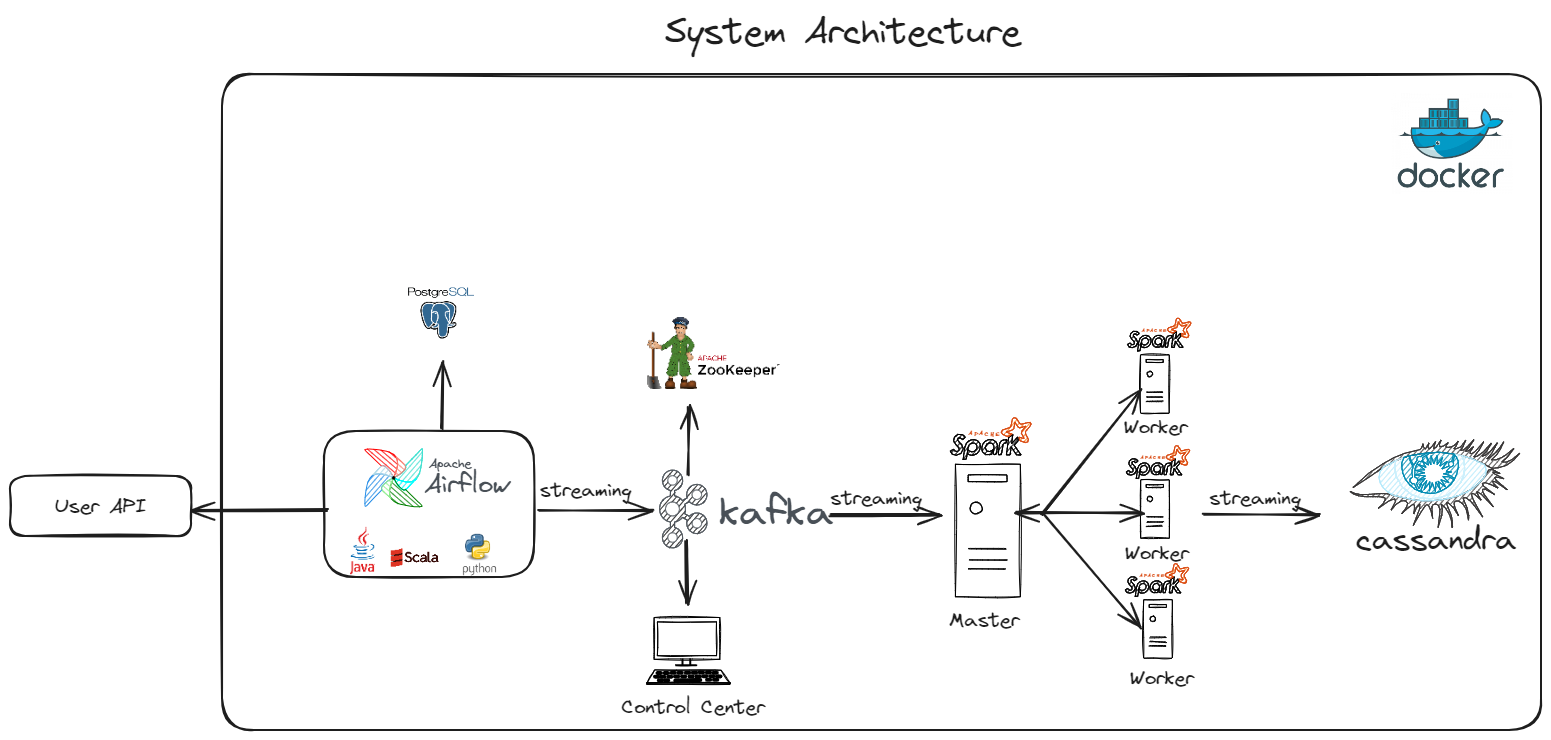 System Architecture
docker
PostgreSQL
APACHE
ZooKeeper
User API
Apache
Airflow
Java
Scala
python
streaming
kafka
Control Center
streaming
APACHE
Spark
Master
APACHE
Spark
Worker
APACHE
Spark
Worker
APACHE
Spark
Worker
streaming
cassandra